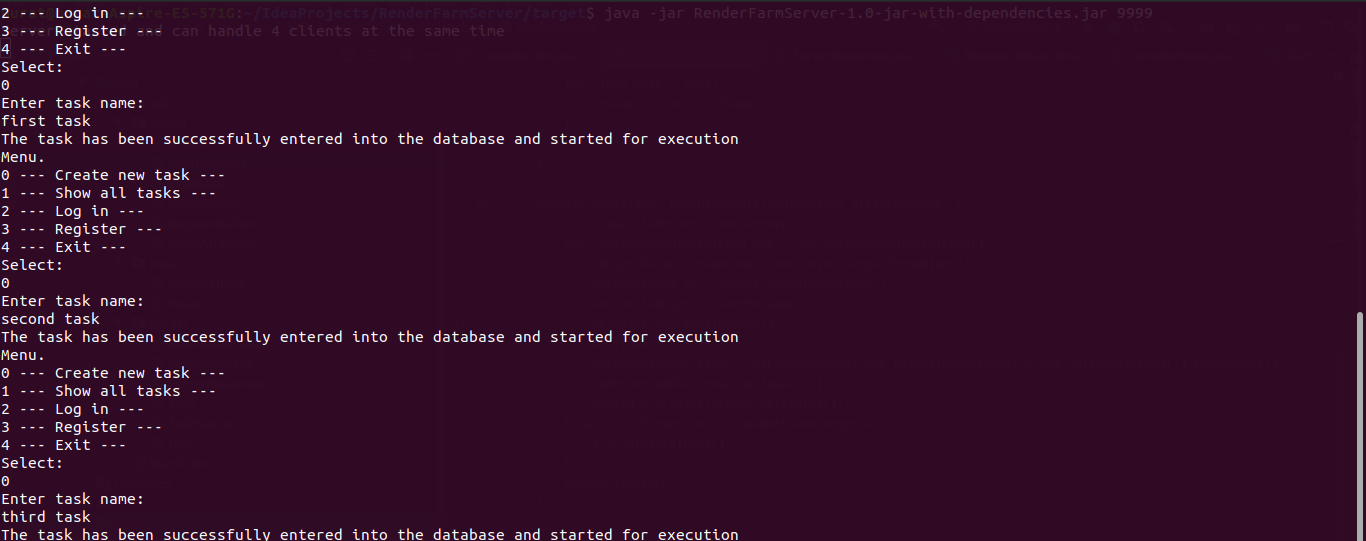 2 --- Log in ---
Aspire-E5-571G:~/IdeaProjects/RenderFarmServer/target$ java -jar RenderFarmServer-1.0-jar-with-dependencies.jar 9999
3 --- Register ---
and can handle 4 clients at the same time
4 --- Exit ---
Select:
0
Enter task name:
first task
The task has been successfully entered into the database and started for execution
Menu.
0 --- Create new task ---
1 --- Show all tasks ---
2 --- Log in ---
3 --- Register ---
4 --- Exit ---
Select:
0
Enter task name:
second task
The task has been successfully entered into the database and started for execution
Menu.
0 --- Create new task ---
1 --- Show all tasks ---
2 --- Log in ---
3 --- Register ---
4 --- Exit ---
Select:
0
Enter task name:
third task
The task has been successfully entered into the database and started for execution